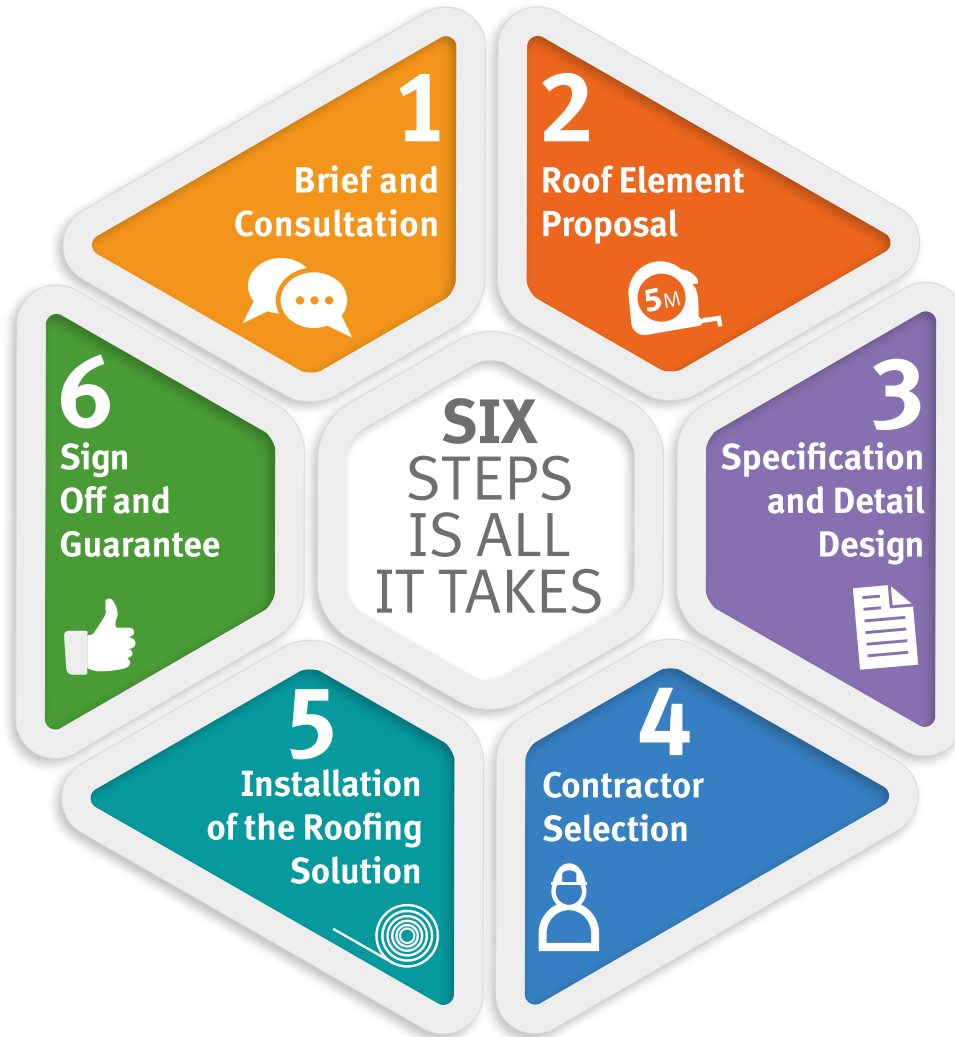 1
Brief and
Consultation
2
Roof Element
Proposal
5M
3
Specification
and Detail
Design
4
Contractor
Selection
5
Installation
of the Roofing
Solution
6
Sign
Off and
Guarantee
SIX
STEPS
IS ALL
IT TAKES